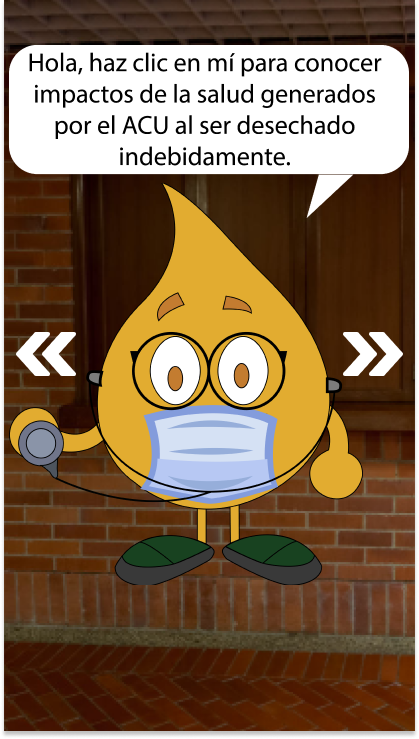 Hola, haz clic en mí para conocer
impactos de la salud generados
por el ACU al ser desechado
indebidamente.